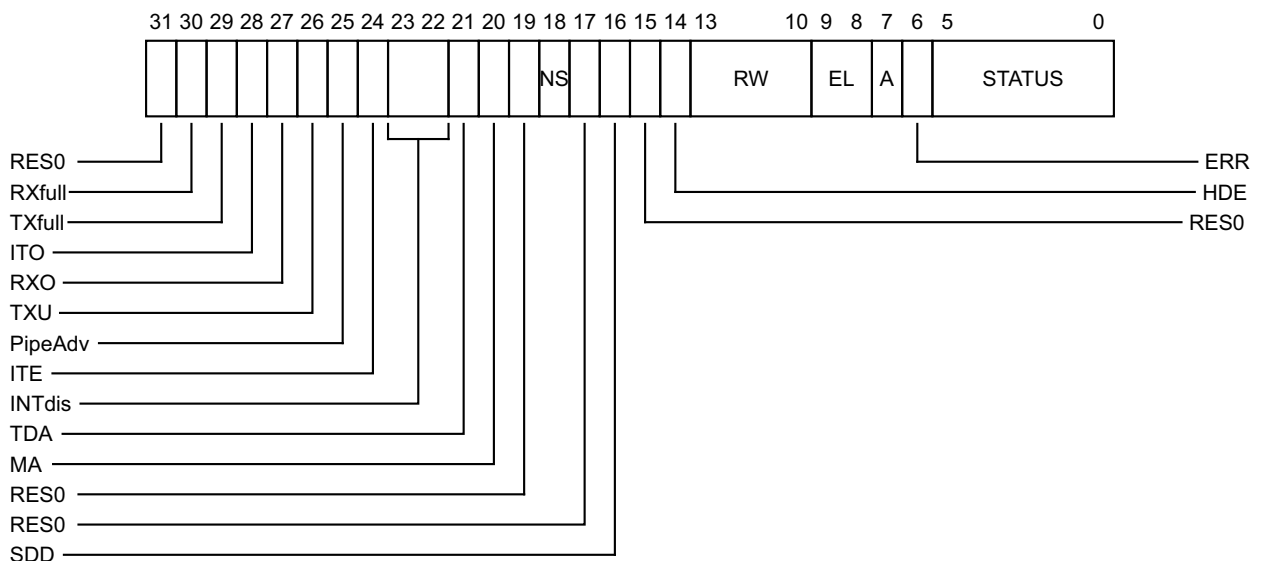 31 30 29 28 27 26 25 24 23 22 21 20 19 18 17 16 15 14 13 10 9 8 7 6 5 0
NS RW EL A STATUS
RES0 ERR
RXfull HDE
TXfull RES0
ITO
RXO
TXU
PipeAdv
ITE
INTdis
TDA
MA
RES0
RES0
SDD